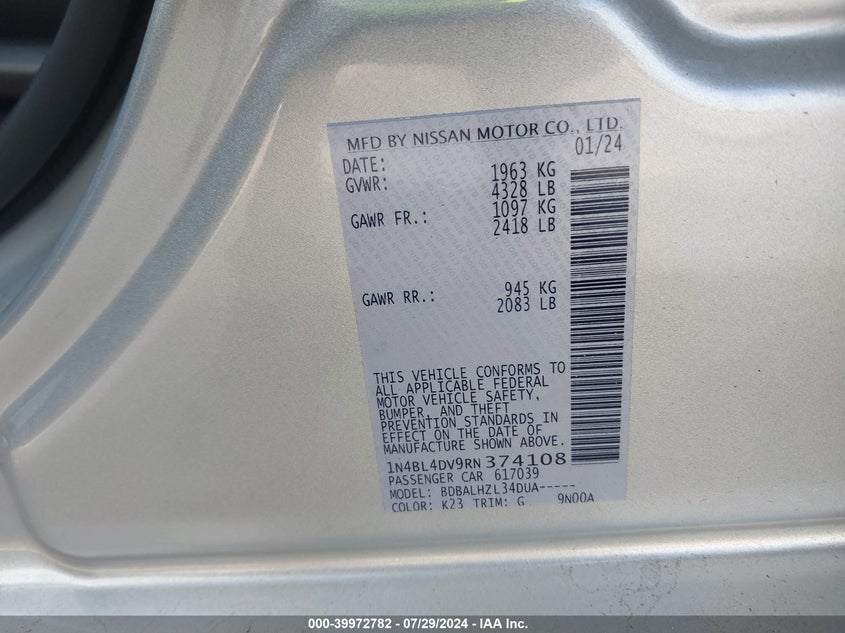 MFD BY NISSAN MOTOR CO., LTD.
DATE: 01/24
GVWR: 1963 KG
4328 LB
GAWR FR.: 1097 KG
2418 LB
GAWR RR.: 945 KG
2083 LB
THIS VEHICLE CONFORMS TO
ALL APPLICABLE FEDERAL
MOTOR VEHICLE SAFETY,
BUMPER, AND THEFT
PREVENTION STANDARDS IN
EFFECT ON THE DATE OF
MANUFACTURE SHOWN ABOVE.
1N4BL4DV9RN374108
PASSENGER CAR 617039
MODEL: BDBALHZL34DUA-----
COLOR: K23 TRIM: G 9N00A
000-39972782 - 07/29/2024 - IAA Inc.